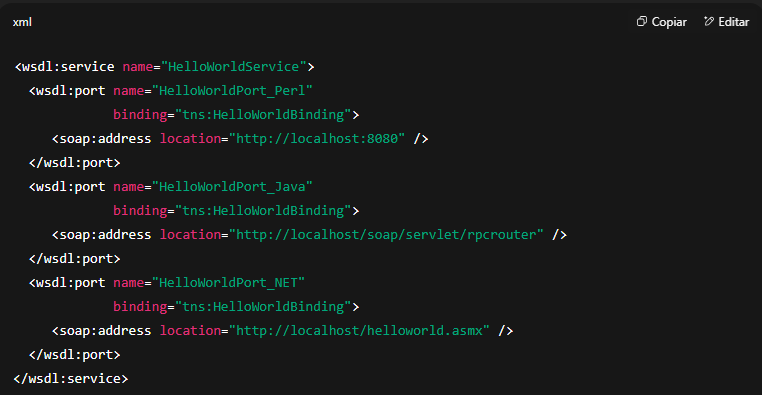 xml
Copiar
Editar
<wsdl:service name="HelloWorldService">
<wsdl:port name="HelloWorldPort_Perl"
binding="tns:HelloWorldBinding">
<soap:address location="http://localhost:8080" />
</wsdl:port>
<wsdl:port name="HelloWorldPort_Java"
binding="tns:HelloWorldBinding">
<soap:address location="http://localhost/soap/servlet/rpcrouter" />
</wsdl:port>
<wsdl:port name="HelloWorldPort_NET"
binding="tns:HelloWorldBinding">
<soap:address location="http://localhost/helloworld.asmx" />
</wsdl:port>
</wsdl:service>